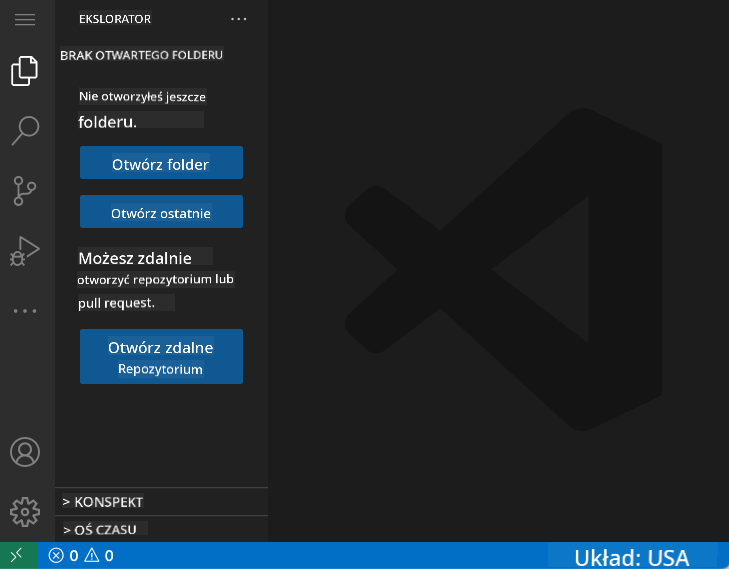 EKSLORATOR
BRAK OTWARTEGO FOLDERU
Nie otworzyłeś jeszcze
folderu.
Otwórz folder
Otwórz ostatnie
Możesz zdalnie
otworzyć repozytorium lub
pull request.
Otwórz zdalne
Repozytorium
> KONSPEKT
> OŚ CZASU
0 0
Układ: USA